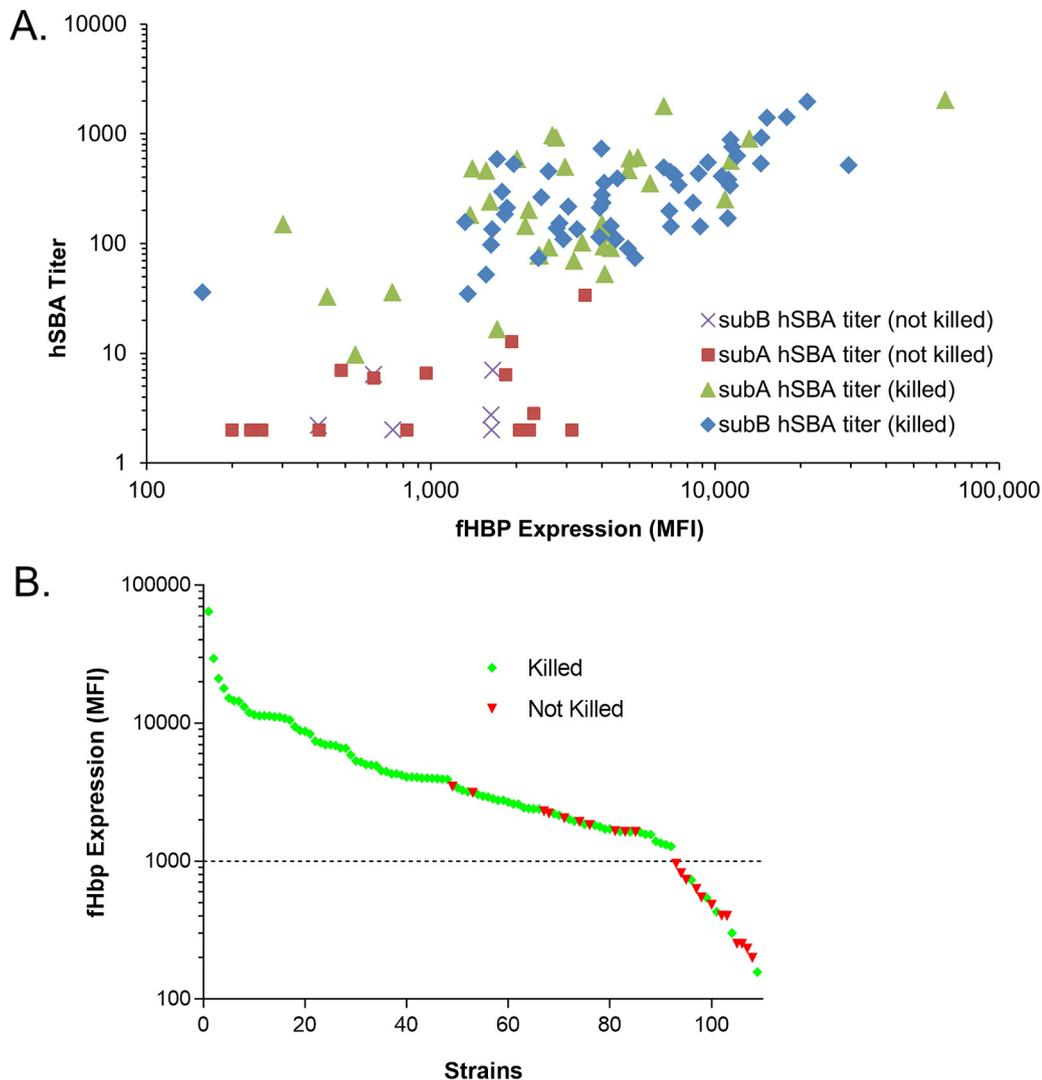 A.
10000
1000
100
10
1
hSBA Titer
subB hSBA titer (not killed)
subA hSBA titer (not killed)
subA hSBA titer (killed)
subB hSBA titer (killed)
100 1,000 10,000 100,000
fHBP Expression (MFI)
B.
100000
10000
1000
100
fHbp Expression (MFI)
Killed
Not Killed
0 20 40 60 80 100
Strains